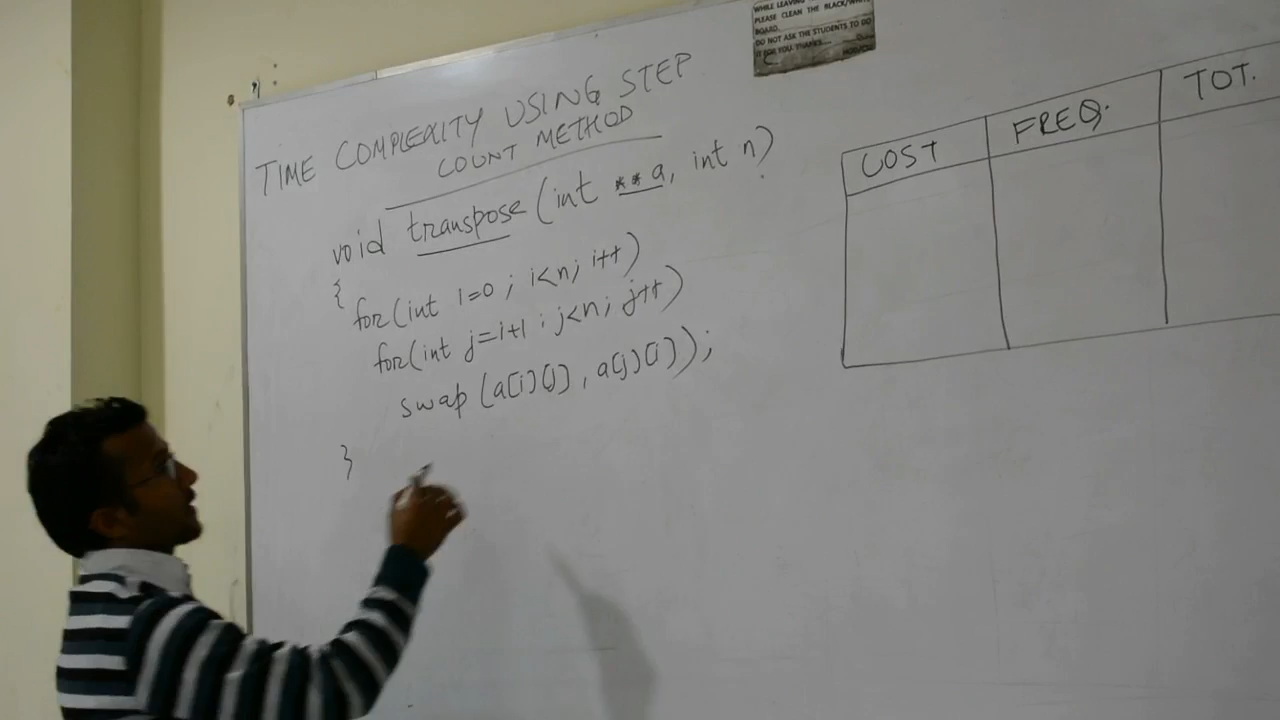 WHILE LEAVING
PLEASE CLEAN THE BLACK/WHITE
BOARD.
DO NOT ASK THE STUDENTS TO DO
IT FOR YOU. THANKS....
TIME COMPLEXITY USING STEP
COUNT METHOD
void transpose (int **a, int n)
{
for(int i=0 ; i<n; i++)
for(int j=i+1 ; j<n; j++)
swap (a[i][j], a[j][i]);
}
COST FREQ. TOT.